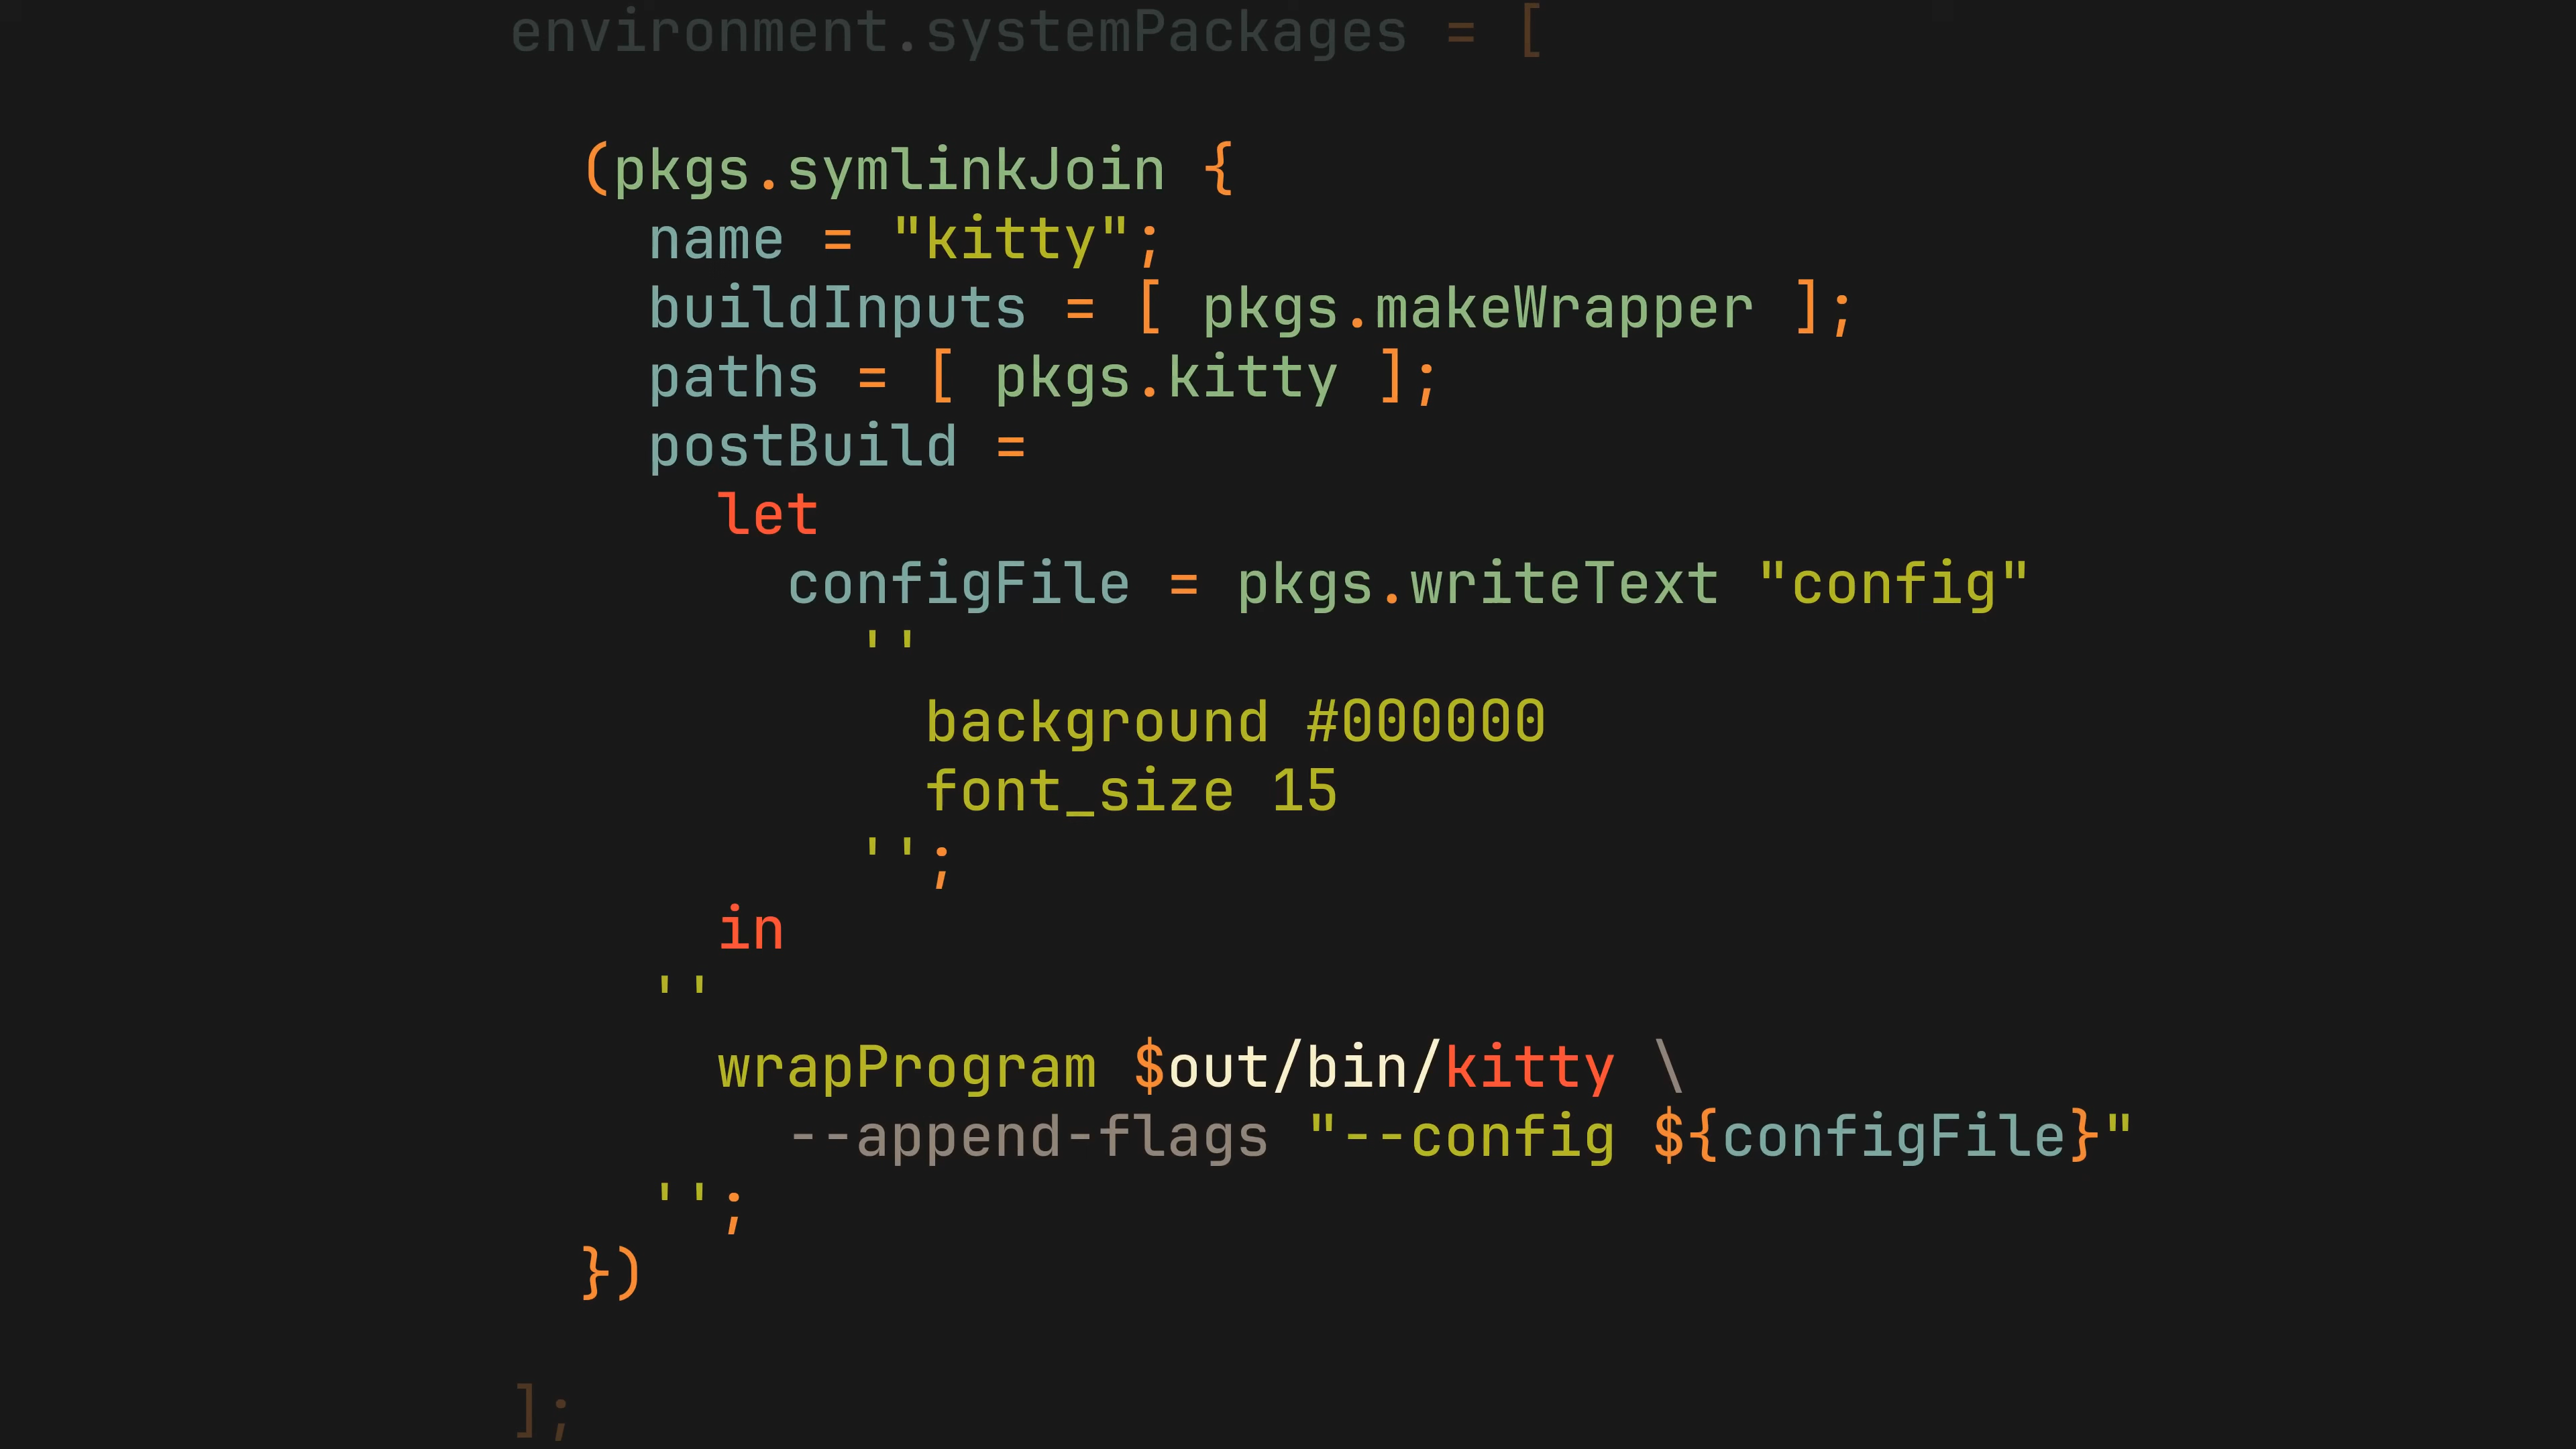 environment.systemPackages = [
(pkgs.symlinkJoin {
name = "kitty";
buildInputs = [ pkgs.makeWrapper ];
paths = [ pkgs.kitty ];
postBuild =
let
configFile = pkgs.writeText "config"
''
background #000000
font_size 15
'';
in
''
wrapProgram $out/bin/kitty \
--append-flags "--config ${configFile}"
'';
})
];